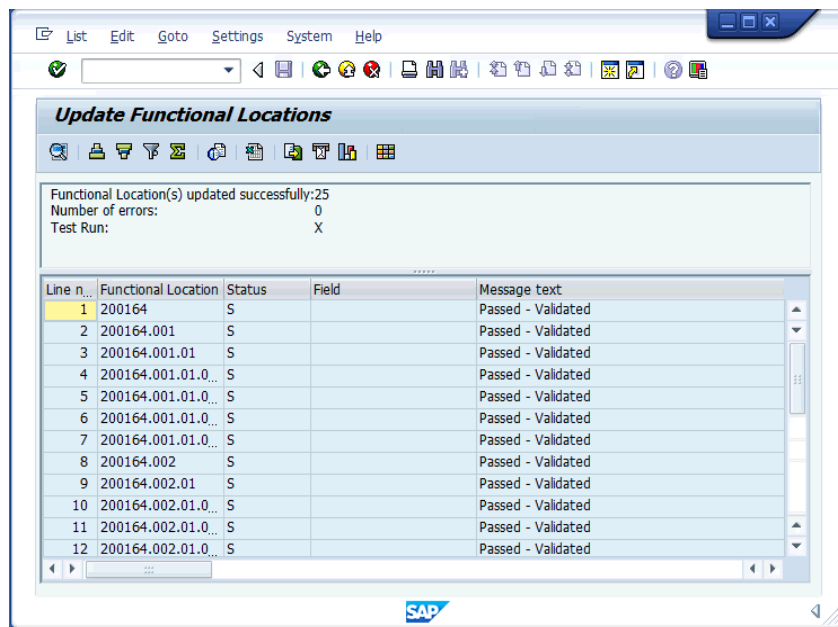 List Edit Goto Settings System Help
Update Functional Locations
Functional Location(s) updated successfully:25
Number of errors: 0
Test Run: X
Line n... Functional Location Status Field Message text
1 200164 S Passed - Validated
2 200164.001 S Passed - Validated
3 200164.001.01 S Passed - Validated
4 200164.001.01.0... S Passed - Validated
5 200164.001.01.0... S Passed - Validated
6 200164.001.01.0... S Passed - Validated
7 200164.001.01.0... S Passed - Validated
8 200164.002 S Passed - Validated
9 200164.002.01 S Passed - Validated
10 200164.002.01.0... S Passed - Validated
11 200164.002.01.0... S Passed - Validated
12 200164.002.01.0... S Passed - Validated
SAP